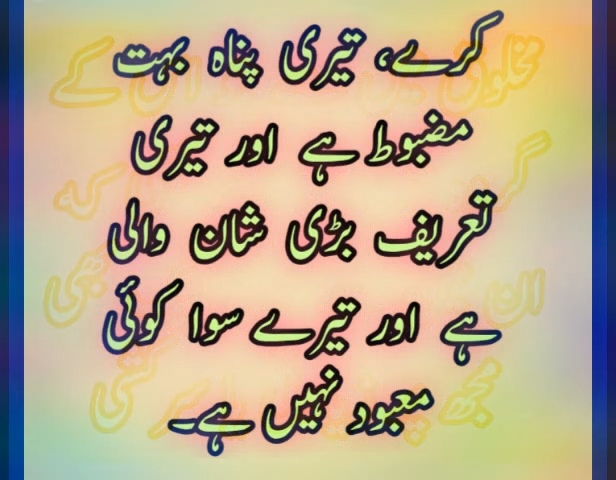 کرے، تیری پناہ بہت
مضبوط ہے اور تیری
تعریف بڑی شان والی
ہے اور تیرے سوا کوئی
معبود نہیں ہے۔